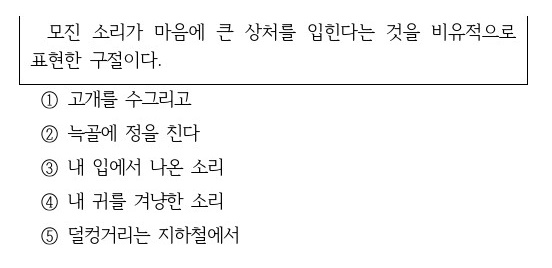 모진 소리가 마음에 큰 상처를 입힌다는 것을 비유적으로
표현한 구절이다.
① 고개를 수그리고
② 늑골에 정을 친다
③ 내 입에서 나온 소리
④ 내 귀를 겨냥한 소리
⑤ 덜컹거리는 지하철에서